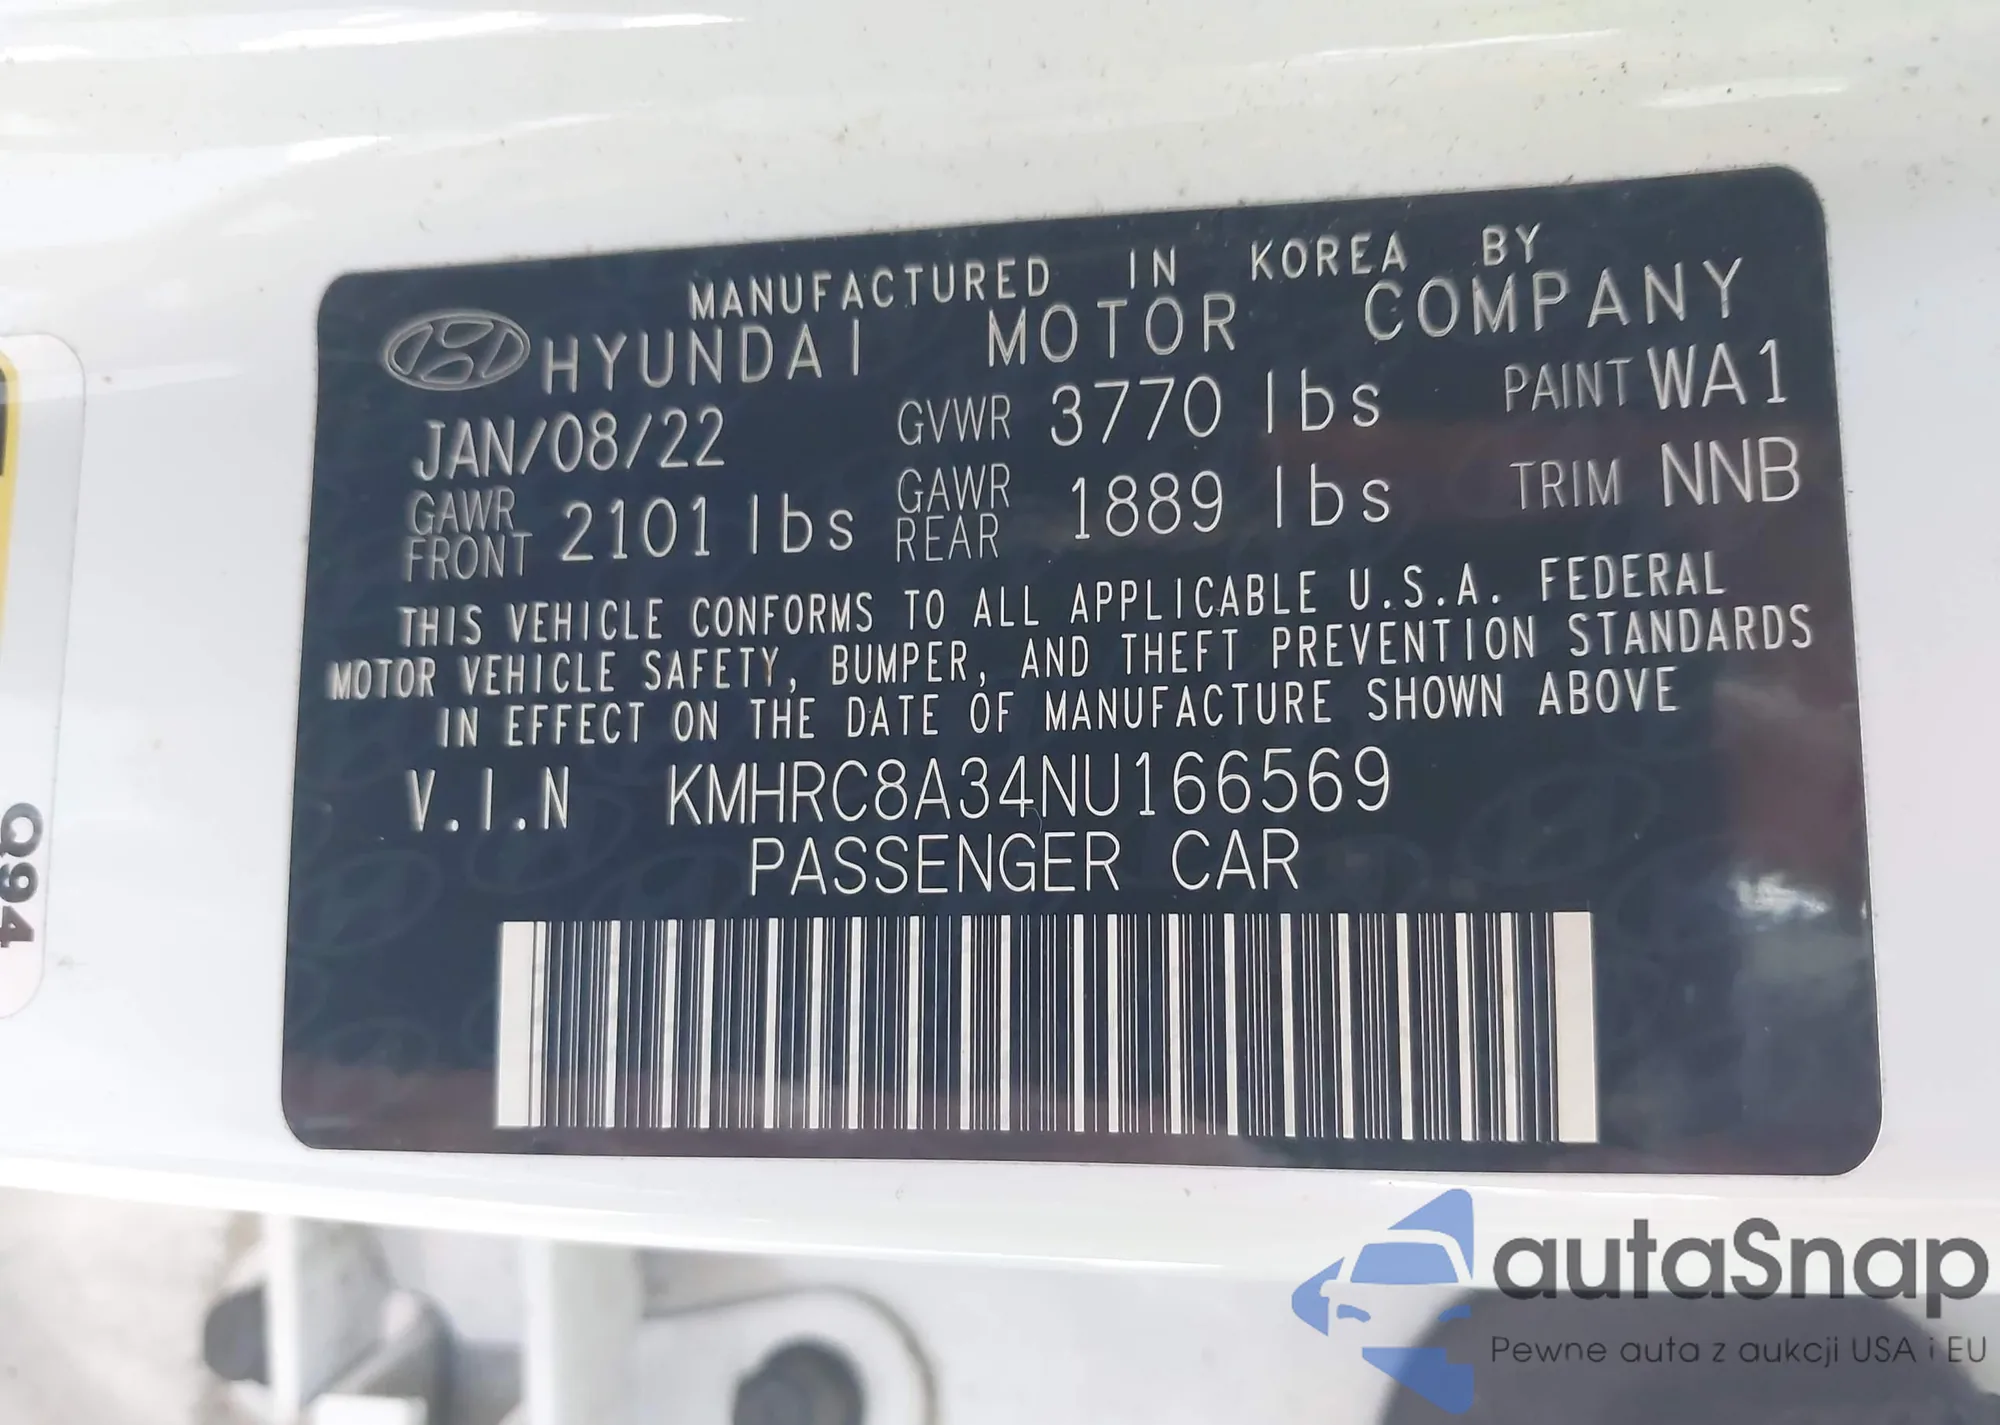 MANUFACTURED IN KOREA BY
HYUNDAI MOTOR COMPANY
JAN/08/22 GVWR 3770 lbs PAINT WA1
GAWR FRONT 2101 lbs GAWR REAR 1889 lbs TRIM NNB
THIS VEHICLE CONFORMS TO ALL APPLICABLE U.S.A. FEDERAL
MOTOR VEHICLE SAFETY, BUMPER, AND THEFT PREVENTION STANDARDS
IN EFFECT ON THE DATE OF MANUFACTURE SHOWN ABOVE
V.I.N KMHRC8A34NU166569
PASSENGER CAR
Q94
autaSnap
Pewne auta z aukcji USA i EU